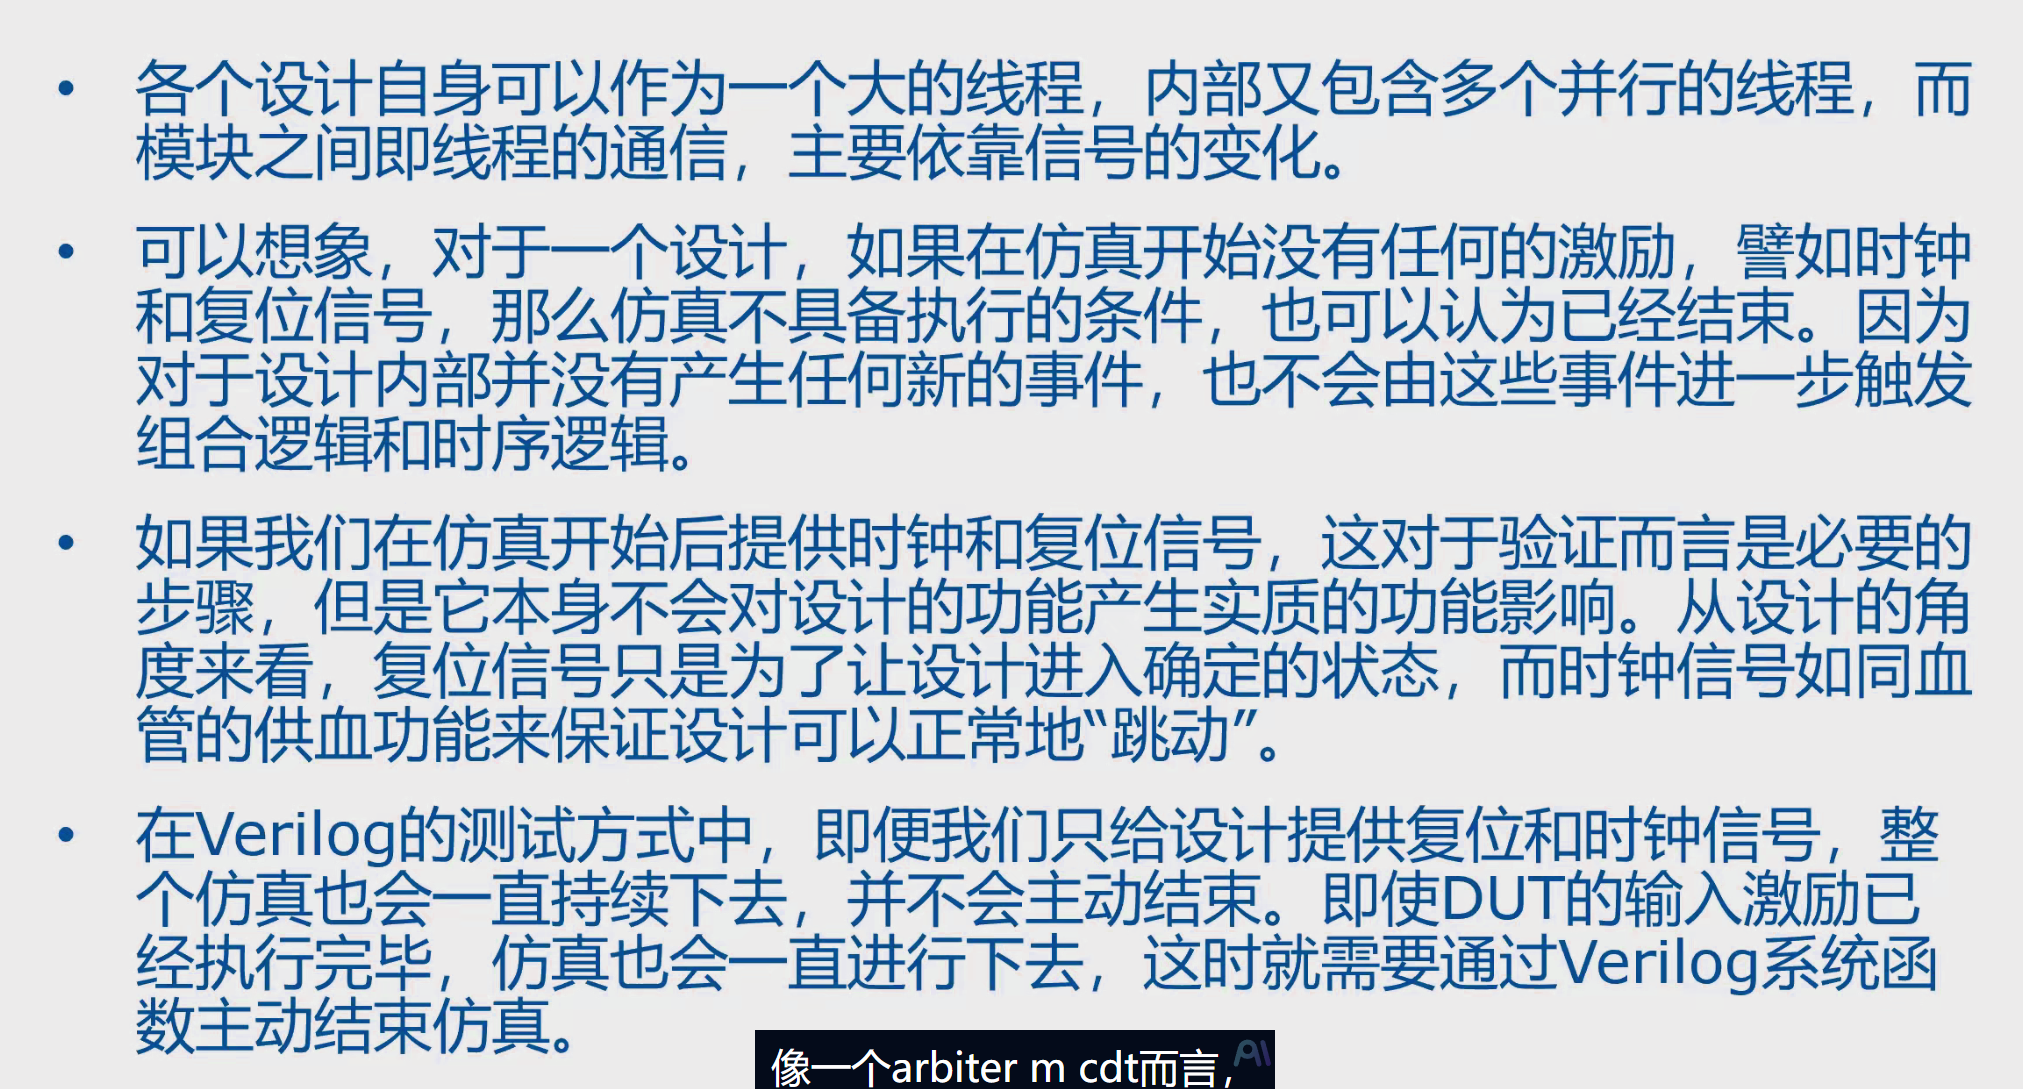 • 各个设计自身可以作为一个大的线程，内部又包含多个并行的线程，而
模块之间即线程的通信，主要依靠信号的变化。
• 可以想象，对于一个设计，如果在仿真开始没有任何的激励，譬如时钟
和复位信号，那么仿真不具备执行的条件，也可以认为已经结束。因为
对于设计内部并没有产生任何新的事件，也不会由这些事件进一步触发
组合逻辑和时序逻辑。
• 如果我们在仿真开始后提供时钟和复位信号，这对于验证而言是必要的
步骤，但是它本身不会对设计的功能产生实质的功能影响。从设计的角
度来看，复位信号只是为了让设计进入确定的状态，而时钟信号如同血
管的供血功能来保证设计可以正常地“跳动”。
• 在Verilog的测试方式中，即便我们只给设计提供复位和时钟信号，整
个仿真也会一直持续下去，并不会主动结束。即使DUT的输入激励已
经执行完毕，仿真也会一直进行下去，这时就需要通过Verilog系统函
数主动结束仿真。
像一个arbiter m cdt而言，
AI